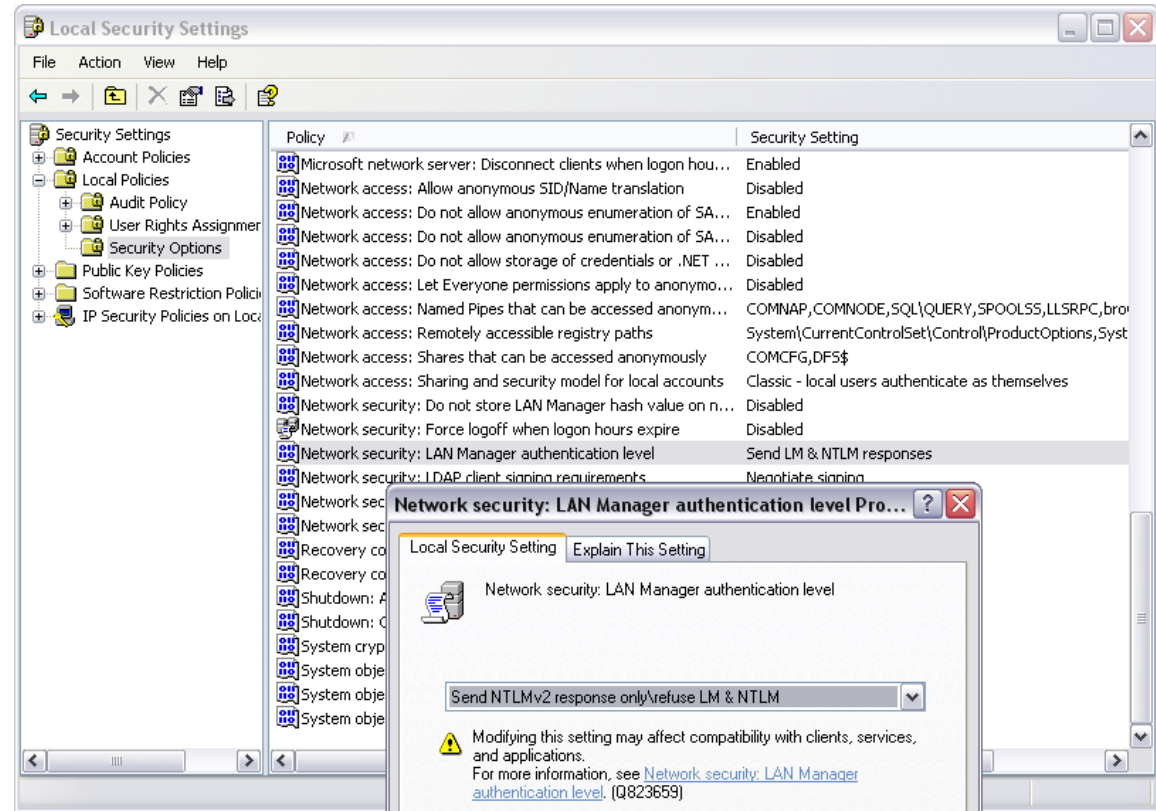 Local Security Settings
File Action View Help
Security Settings
Account Policies
Local Policies
Audit Policy
User Rights Assignmen
Security Options
Public Key Policies
Software Restriction Polici
IP Security Policies on Loca
Policy Security Setting
Microsoft network server: Disconnect clients when logon hou... Enabled
Network access: Allow anonymous SID/Name translation Disabled
Network access: Do not allow anonymous enumeration of SA... Enabled
Network access: Do not allow anonymous enumeration of SA... Disabled
Network access: Do not allow storage of credentials or .NET ... Disabled
Network access: Let Everyone permissions apply to anonymo... Disabled
Network access: Named Pipes that can be accessed anonym... COMNAP,COMNODE,SQL\QUERY,SPOOLSS,LLSRPC,bro
Network access: Remotely accessible registry paths System\CurrentControlSet\Control\ProductOptions,Syst
Network access: Shares that can be accessed anonymously COMCFG,DFS$
Network access: Sharing and security model for local accounts Classic - local users authenticate as themselves
Network security: Do not store LAN Manager hash value on n... Disabled
Network security: Force logoff when logon hours expire Disabled
Network security: LAN Manager authentication level Send LM & NTLM responses
Network security: LDAP client signing requirements Negotiate signing
Network sec
Network sec
Recovery co
Recovery co
Shutdown: A
Shutdown: C
System cryp
System obje
System obje
System obje
Network security: LAN Manager authentication level Pro...
Local Security Setting Explain This Setting
Network security: LAN Manager authentication level
Send NTLMv2 response only\refuse LM & NTLM
Modifying this setting may affect compatibility with clients, services,
and applications.
For more information, see Network security: LAN Manager
authentication level. (Q823659)